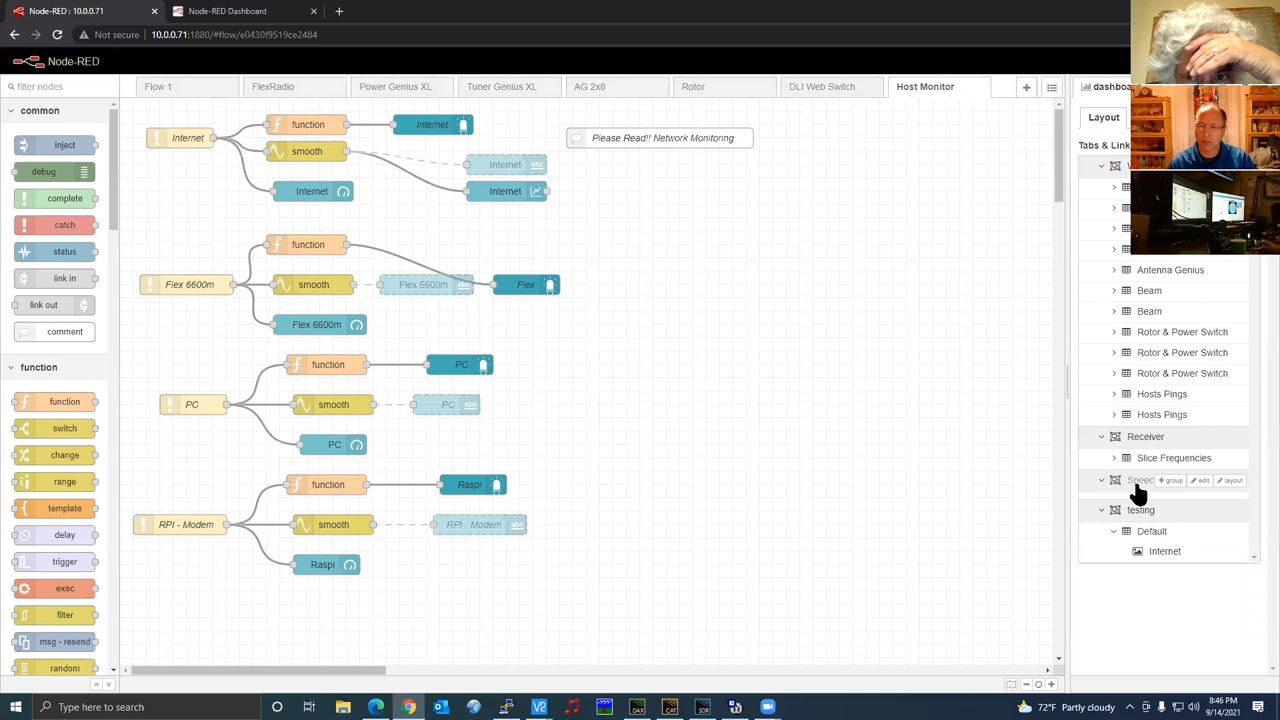 Node-RED : 10.0.0.71
Node-RED Dashboard
Not secure
10.0.0.71:1880/#flow/e0430f9519ce2484
Node-RED
filter nodes
Flow 1
FlexRadio
Power Genius XL
Tuner Genius XL
AG 2x8
Rotor
DLI Web Switch
Host Monitor
common
inject
debug
complete
catch
status
link in
link out
comment
function
function
switch
change
range
template
delay
trigger
exec
filter
msg - resend
random
Internet
function
Internet
smooth
Internet
abc
Internet
Internet
Please Read!! Network Monitoring
Flex 6600m
function
smooth
Flex 6600m
abc
Flex
Flex 6600m
PC
function
PC
smooth
PC
abc
PC
RPI - Modem
function
Raspi
smooth
RPI - Modem
abc
Raspi
Layout
Antenna Genius
Beam
Beam
Rotor & Power Switch
Rotor & Power Switch
Rotor & Power Switch
Hosts Pings
Hosts Pings
Receiver
Slice Frequencies
+ group
edit
layout
testing
Default
Internet
Type here to search
72°F Partly cloudy
8:46 PM
9/14/2021
DAX
CAT
SDR